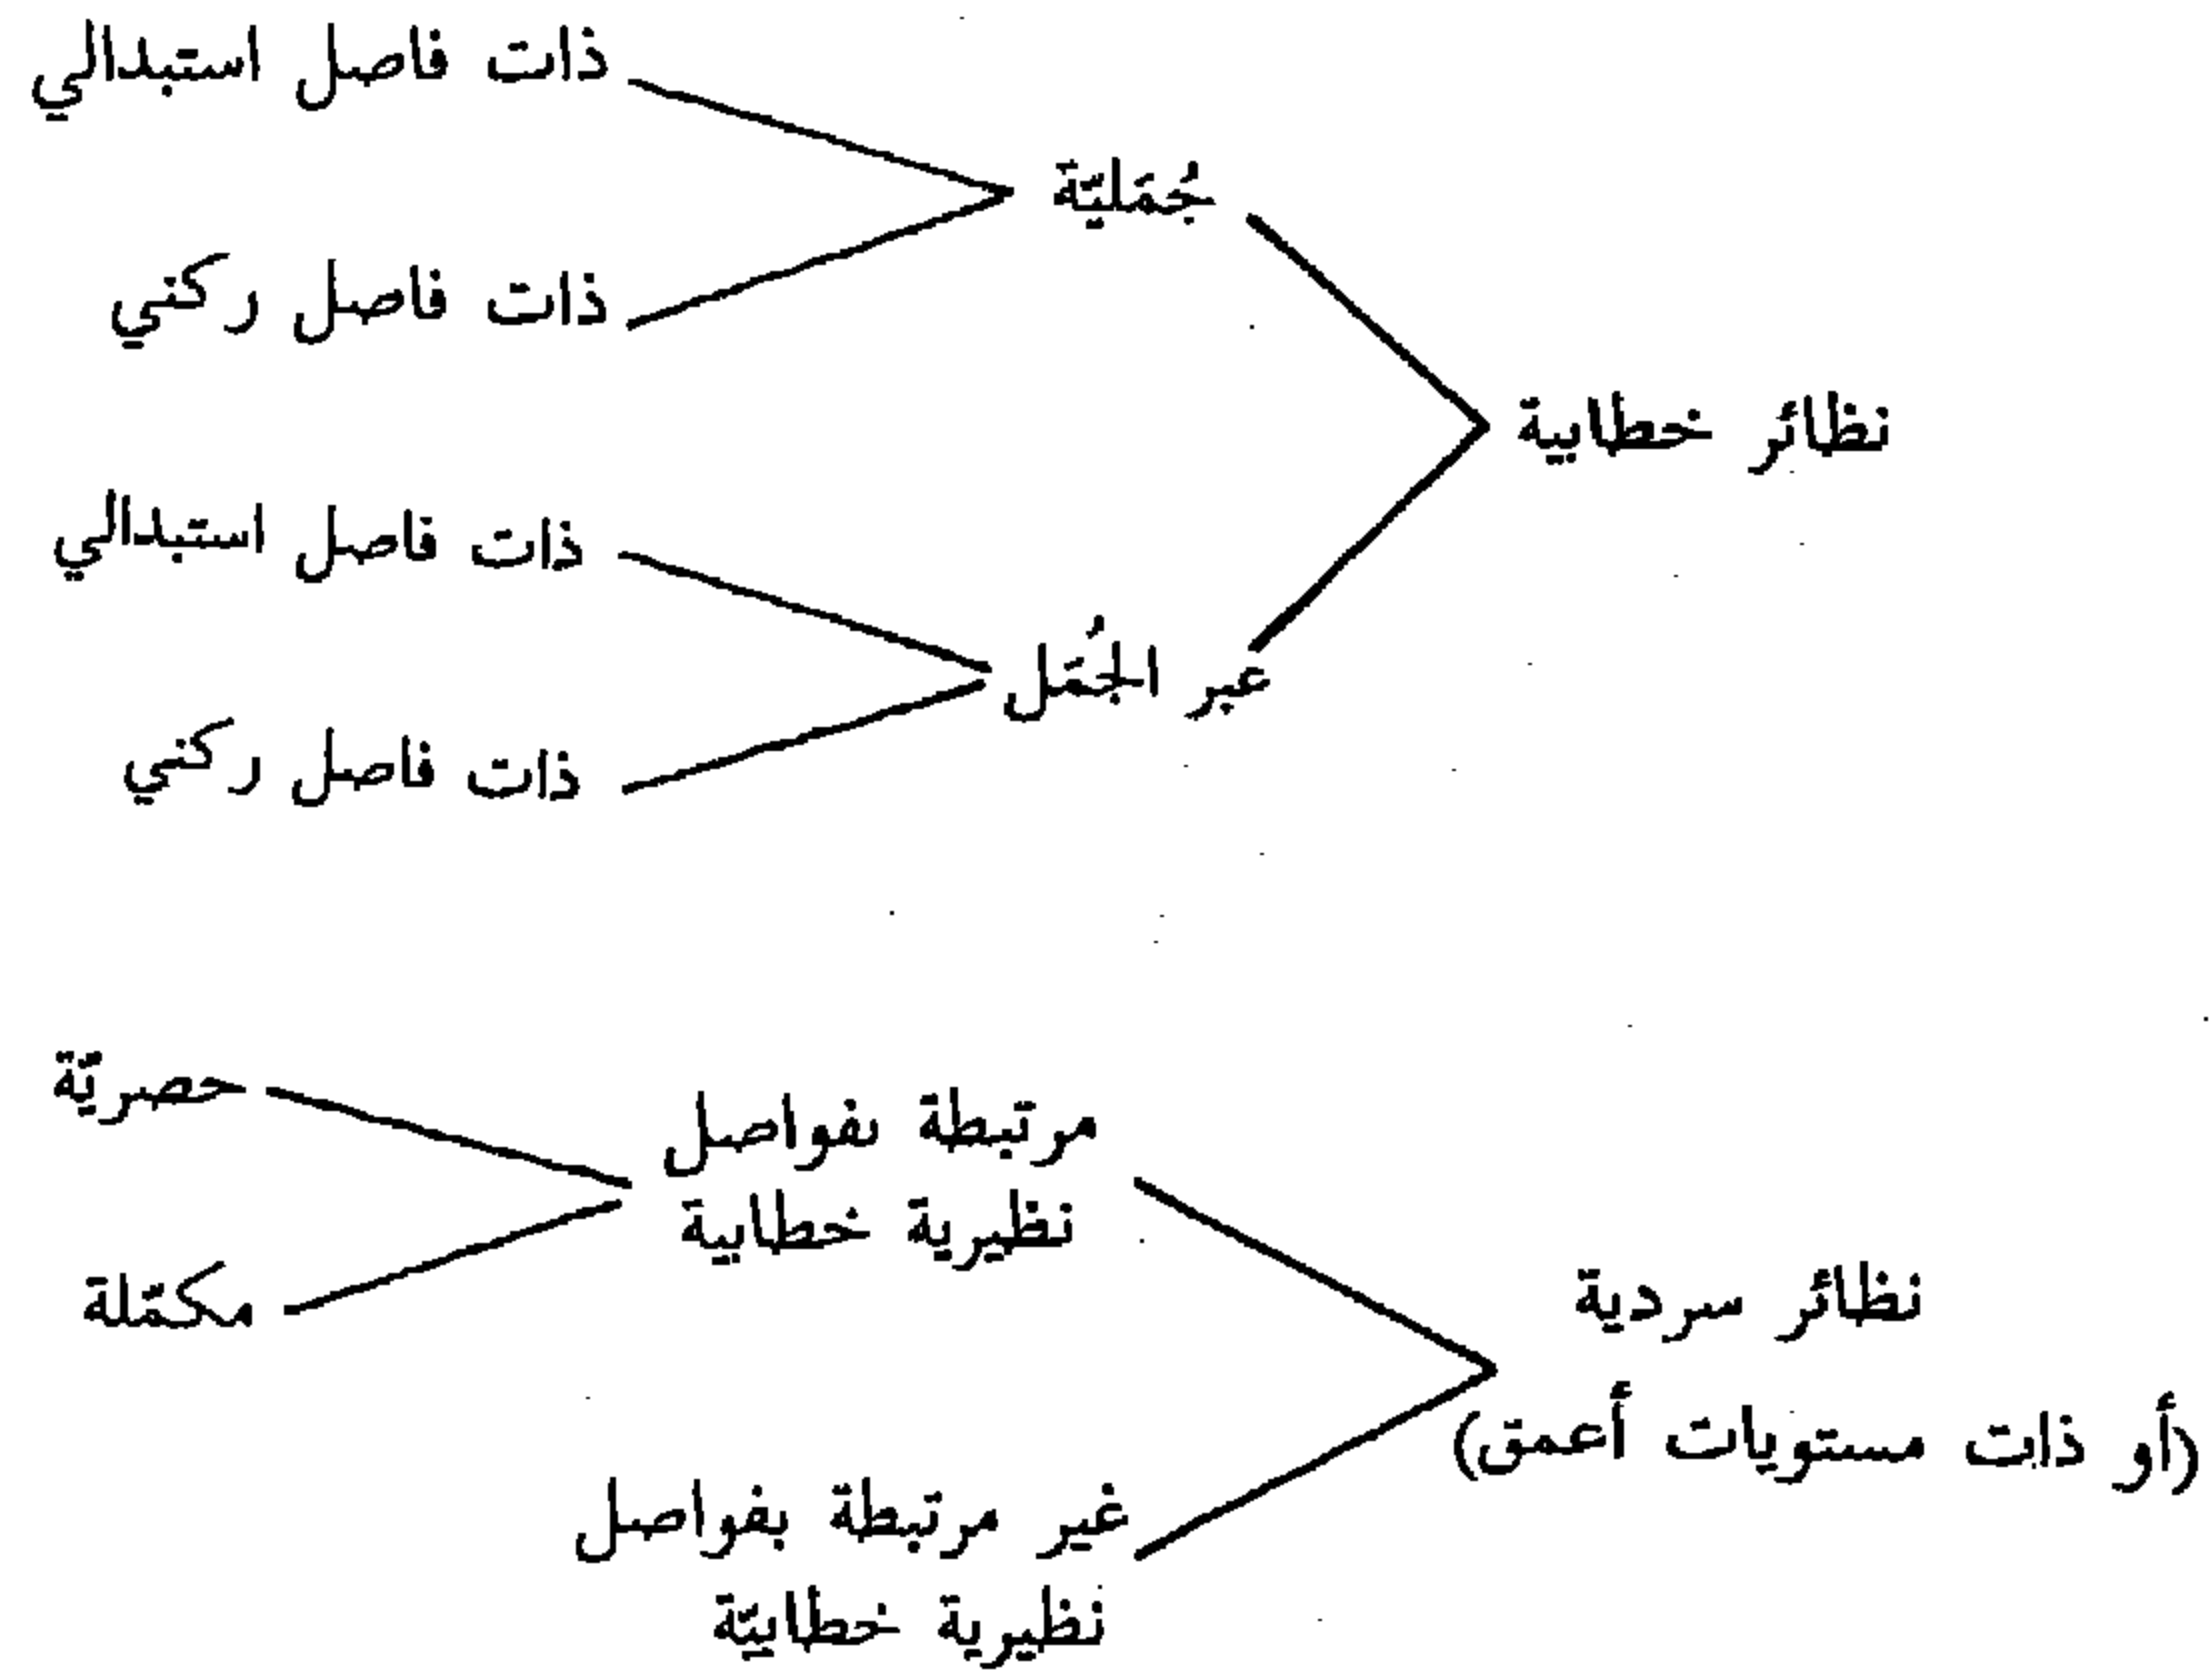 نظائر خطابية
جُمَليّة
ذات فاصل استبدالي
ذات فاصل ركني
عبر الجُمَل
ذات فاصل استبدالي
ذات فاصل ركني
نظائر سردية
(أو ذات مستويات أعمق)
مرتبطة بفواصل
نظيرية خطابية
حصريّة
مكمّلة
غير مرتبطة بفواصل
نظيرية خطابيّة